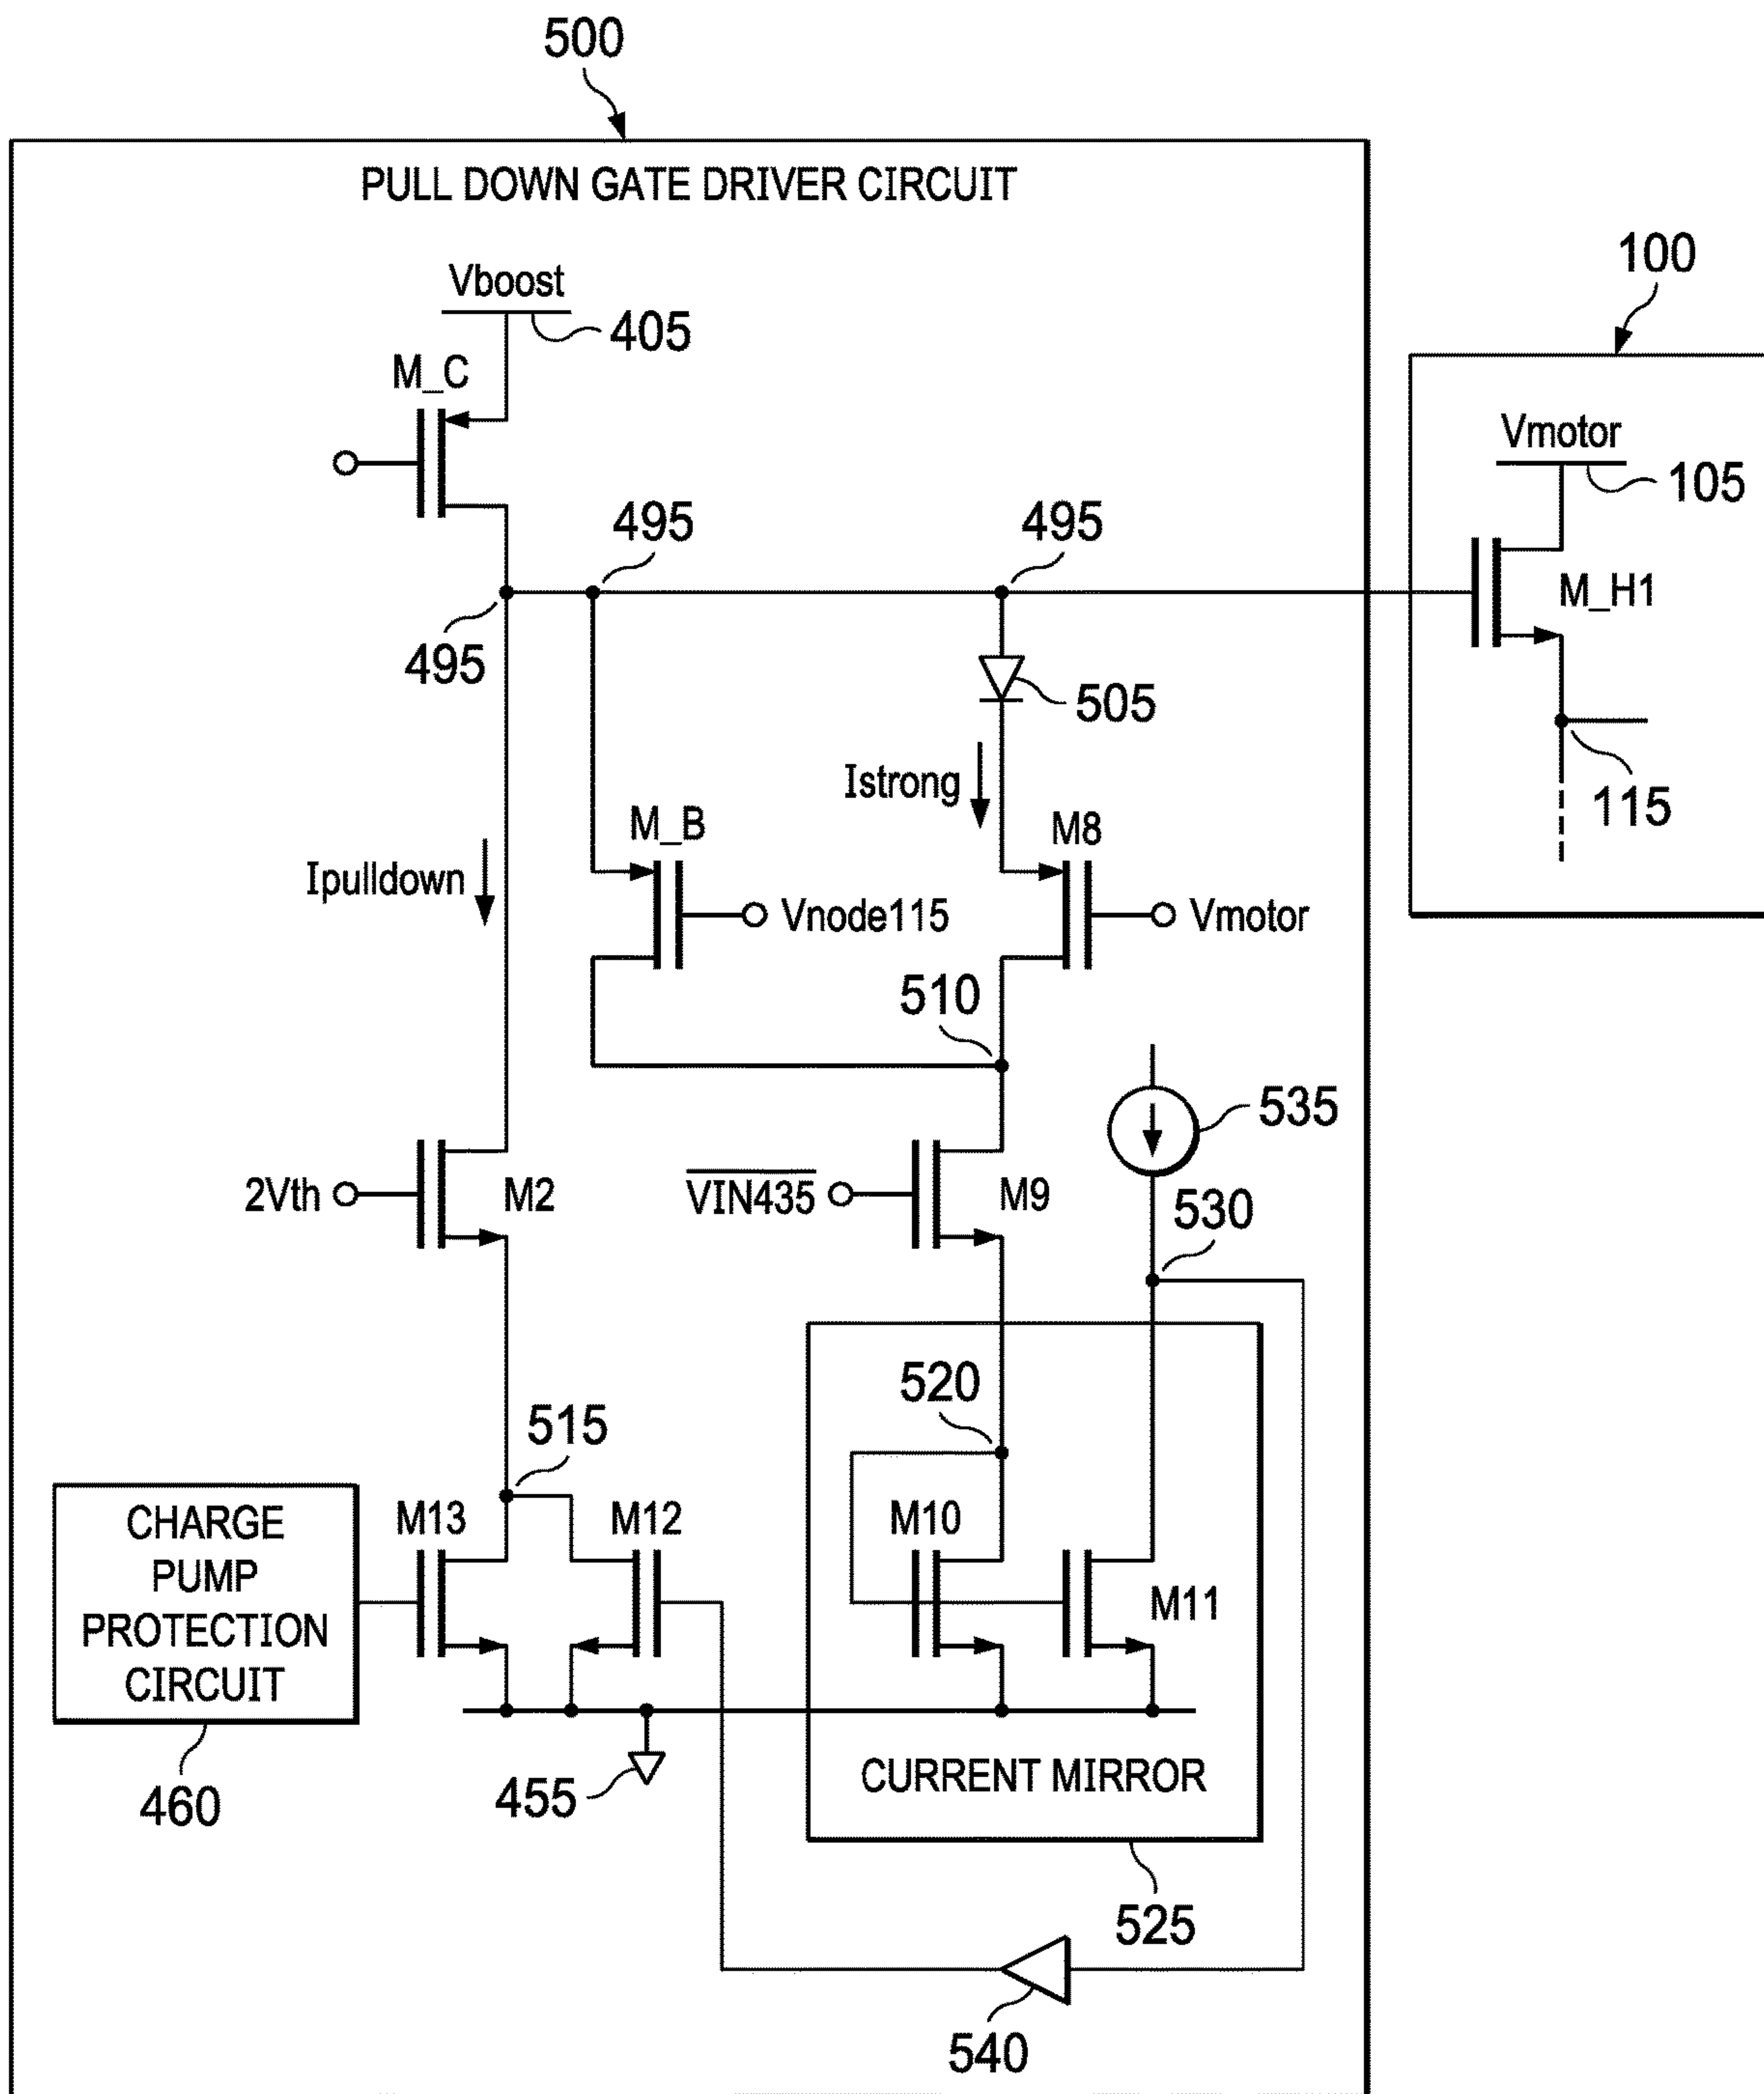 500
PULL DOWN GATE DRIVER CIRCUIT
100
Vboost
405
M_C
Vmotor
105
495
495
M_H1
495
505
Istrong
115
M_B
M8
Ipulldown
Vnode115
Vmotor
510
535
2Vth
M2
VIN435
M9
530
520
515
CHARGE
PUMP
PROTECTION
CIRCUIT
M13
M12
M10
M11
460
455
CURRENT MIRROR
525
540